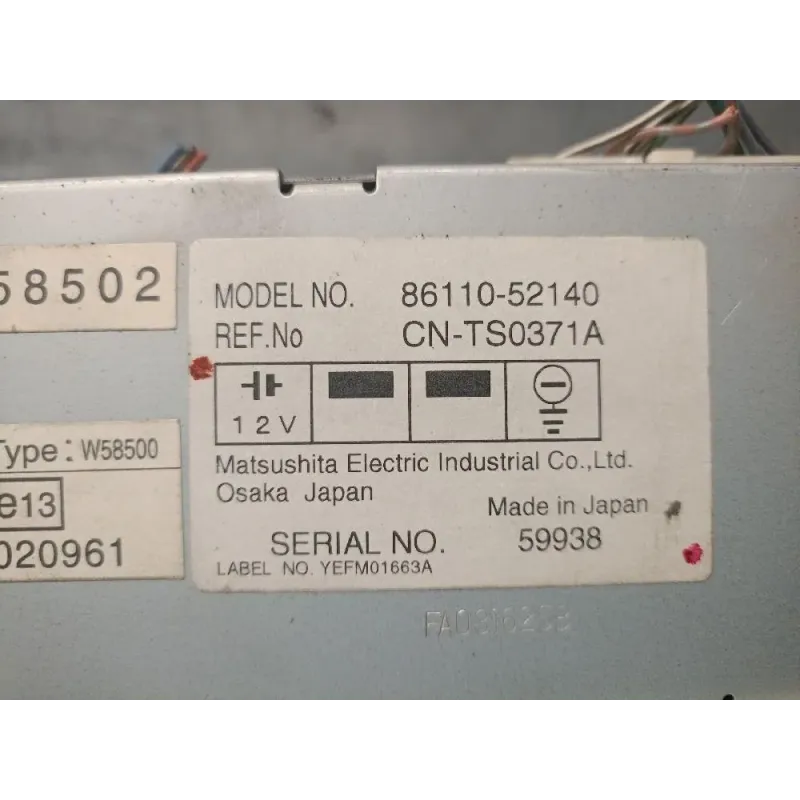 58502
MODEL NO. 86110-52140
REF.No CN-TS0371A
12V
Matsushita Electric Industrial Co.,Ltd.
Osaka Japan
Made in Japan
SERIAL NO. 59938
LABEL NO. YEFM01663A
Type: W58500
e13
020961